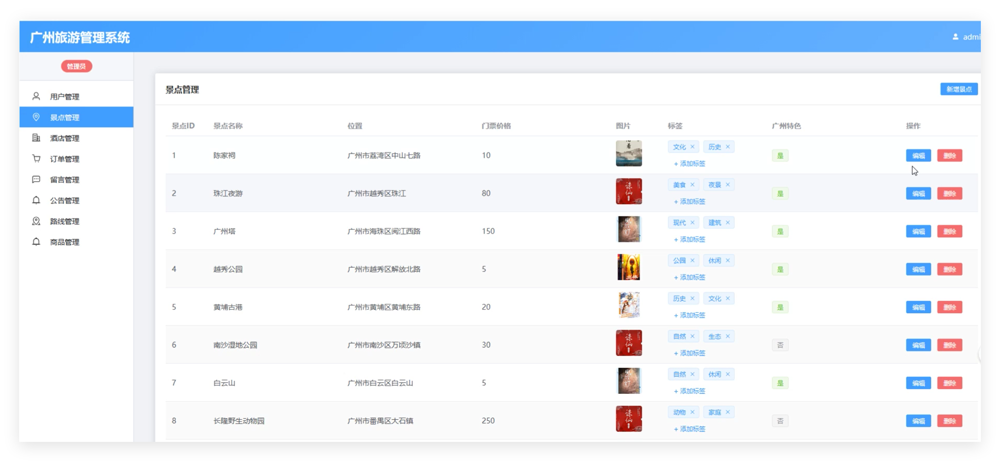 广州旅游管理系统
admi
管理员
用户管理
景点管理
酒店管理
订单管理
留言管理
公告管理
路线管理
商品管理
景点管理
新增景点
景点ID 景点名称 位置 门票价格 图片 标签 广州特色 操作
1 陈家祠 广州市荔湾区中山七路 10 着 文化 × 历史 × 是 编辑 删除
+ 添加标签
2 珠江夜游 广州市越秀区珠江 80 诛仙 美食 × 夜景 × 是 编辑 删除
+ 添加标签
3 广州塔 广州市海珠区阅江西路 150 灯 现代 × 建筑 × 是 编辑 删除
+ 添加标签
4 越秀公园 广州市越秀区解放北路 5 三体 公园 × 休闲 × 是 编辑 删除
+ 添加标签
5 黄埔古港 广州市黄埔区黄埔东路 20 历史 × 文化 × 是 编辑 删除
+ 添加标签
6 南沙湿地公园 广州市南沙区万顷沙镇 30 诛仙 自然 × 生态 × 否 编辑 删除
+ 添加标签
7 白云山 广州市白云区白云山 5 灯 自然 × 休闲 × 是 编辑 删除
+ 添加标签
8 长隆野生动物园 广州市番禺区大石镇 250 诛仙 动物 × 家庭 × 否 编辑 删除
+ 添加标签